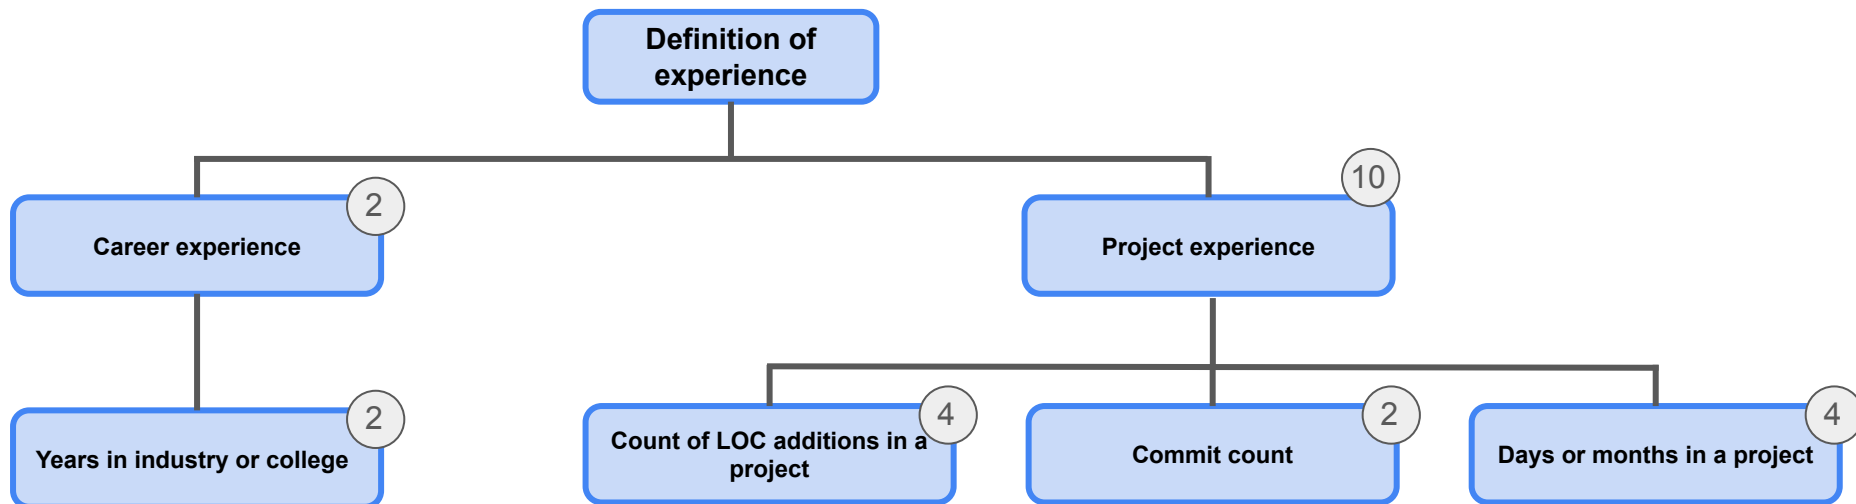 Definition of
experience
2
Career experience
10
Project experience
2
Years in industry or college
4
Count of LOC additions in a
project
2
Commit count
4
Days or months in a project